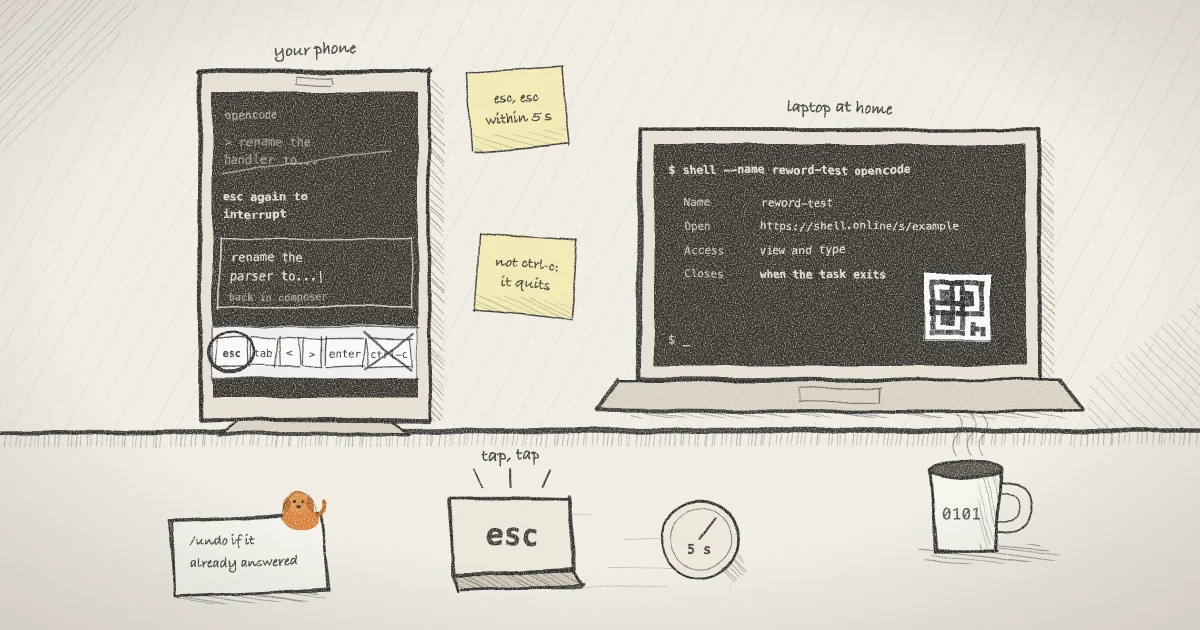 your phone
opencode
> rename the
handler to...
esc again to
interrupt
rename the
parser to...|
back in composer
esc tab < > enter ctrl-c
esc, esc
within 5 s
not ctrl-c:
it quits
laptop at home
$ shell --name reword-test opencode
Name reword-test
Open https://shell.online/s/example
Access view and type
Closes when the task exits
$ _
/undo if it
already answered
tap, tap
esc
5 s
0101